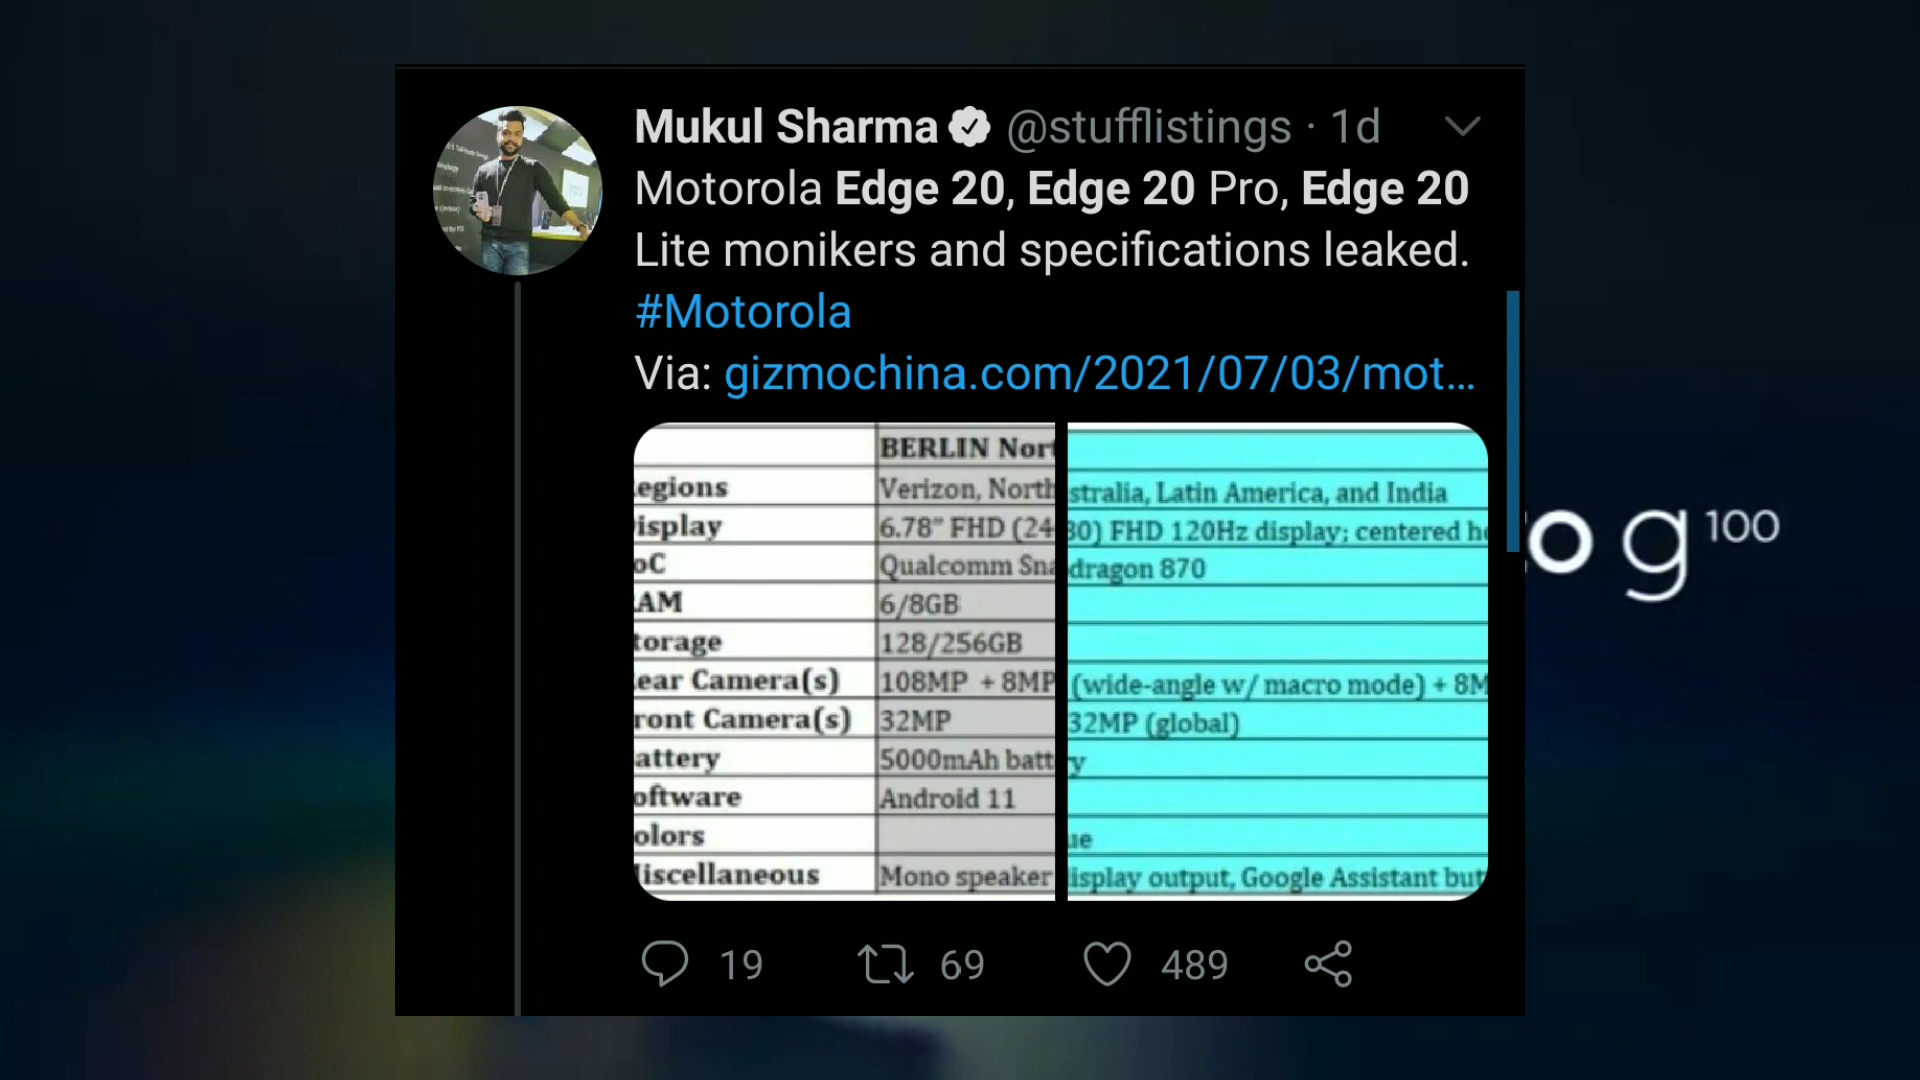 Mukul Sharma @stufflistings · 1d
Motorola Edge 20, Edge 20 Pro, Edge 20
Lite monikers and specifications leaked.
#Motorola
Via: gizmochina.com/2021/07/03/mot...
BERLIN Nort
egions Verizon, North
isplay 6.78" FHD (24
oC Qualcomm Sna
AM 6/8GB
torage 128/256GB
ear Camera(s) 108MP + 8MP
ront Camera(s) 32MP
attery 5000mAh batt
oftware Android 11
olors
iscellaneous Mono speaker
stralia, Latin America, and India
80) FHD 120Hz display; centered h
dragon 870
(wide-angle w/ macro mode) + 8M
32MP (global)
y
ue
isplay output, Google Assistant but
19 69 489
o g 100